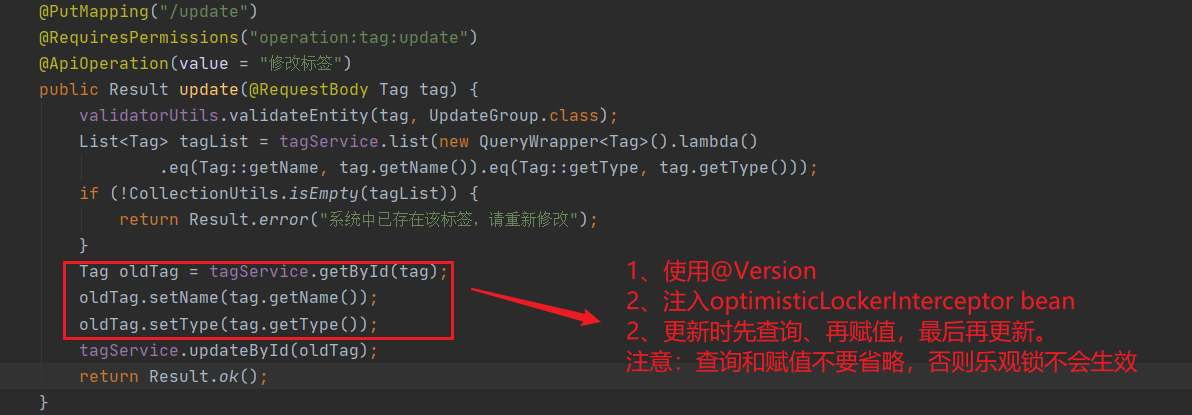 @PutMapping("/update")
@RequiresPermissions("operation:tag:update")
@ApiOperation(value = "修改标签")
public Result update(@RequestBody Tag tag) {
validatorUtils.validateEntity(tag, UpdateGroup.class);
List<Tag> tagList = tagService.list(new QueryWrapper<Tag>().lambda()
.eq(Tag::getName, tag.getName()).eq(Tag::getType, tag.getType()));
if (!CollectionUtils.isEmpty(tagList)) {
return Result.error("系统中已存在该标签，请重新修改");
}
Tag oldTag = tagService.getById(tag);
oldTag.setName(tag.getName());
oldTag.setType(tag.getType());
tagService.updateById(oldTag);
return Result.ok();
}
1、使用@Version
2、注入optimisticLockerInterceptor bean
2、更新时先查询、再赋值，最后再更新。
注意：查询和赋值不要省略，否则乐观锁不会生效